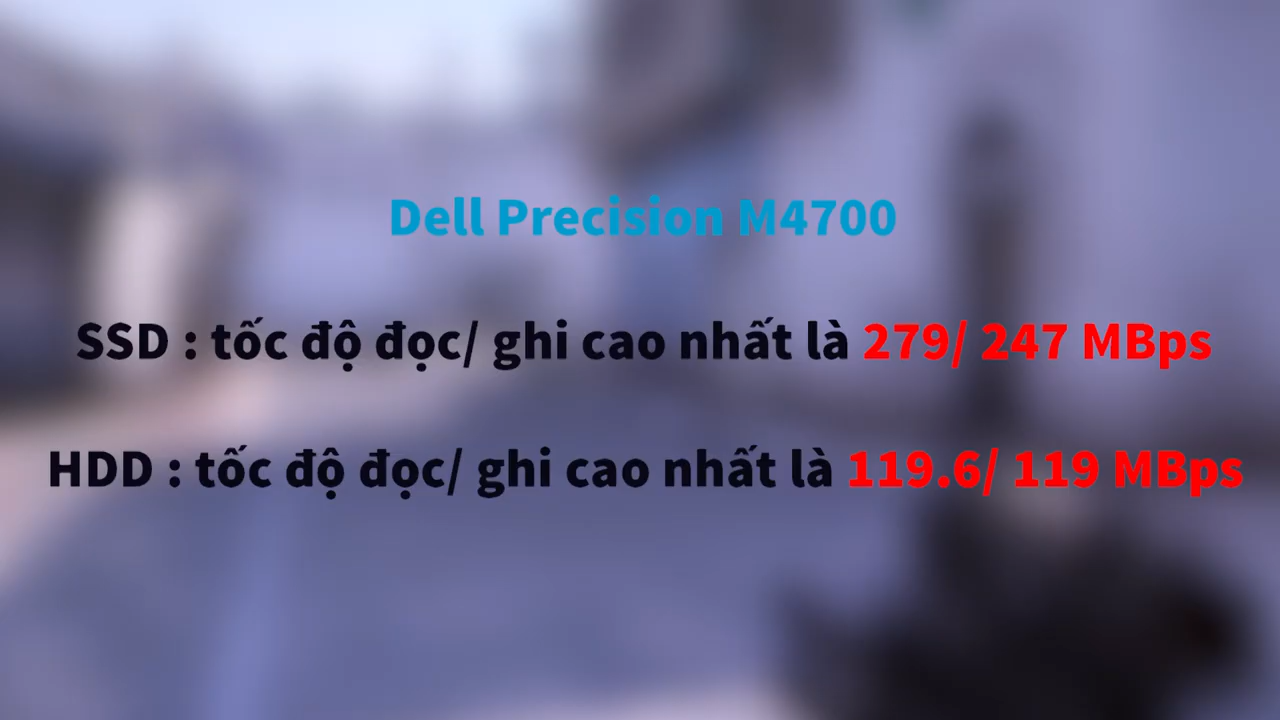 Dell Precision M4700
SSD : tốc độ đọc/ ghi cao nhất là 279/ 247 MBps
HDD : tốc độ đọc/ ghi cao nhất là 119.6/ 119 MBps